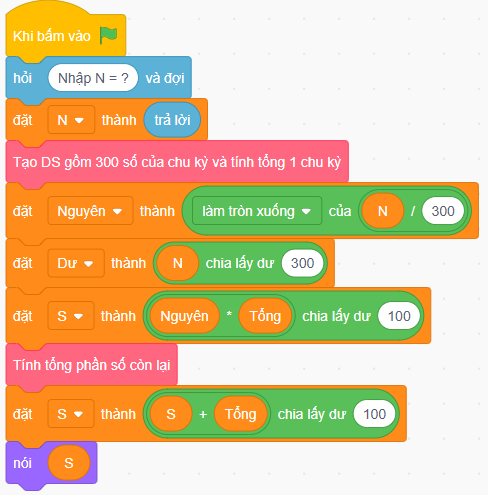 Khi bấm vào
hỏi Nhập N = ? và đợi
đặt N thành trả lời
Tạo DS gồm 300 số của chu kỳ và tính tổng 1 chu kỳ
đặt Nguyên thành làm tròn xuống của N / 300
đặt Dư thành N chia lấy dư 300
đặt S thành Nguyên * Tổng chia lấy dư 100
Tính tổng phần số còn lại
đặt S thành S + Tổng chia lấy dư 100
nói S